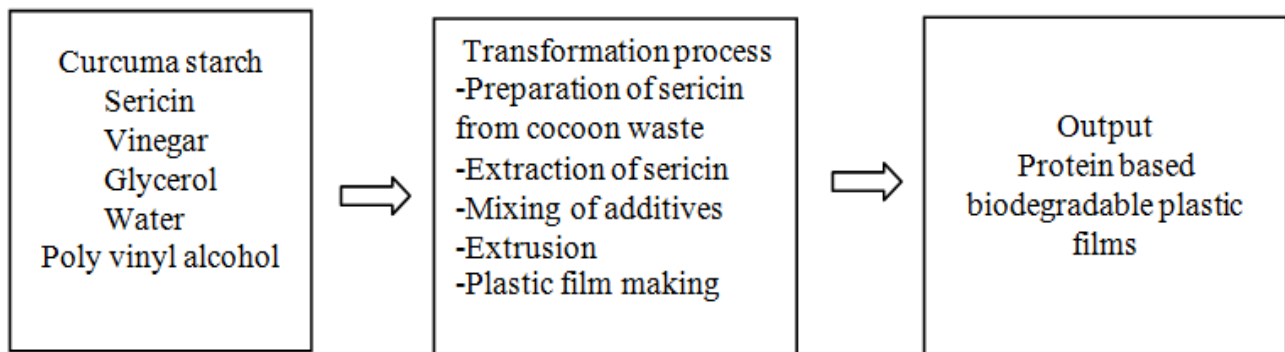 Curcuma starch
Sericin
Vinegar
Glycerol
Water
Poly vinyl alcohol
Transformation process
-Preparation of sericin
from cocoon waste
-Extraction of sericin
-Mixing of additives
-Extrusion
-Plastic film making
Output
Protein based
biodegradable plastic
films